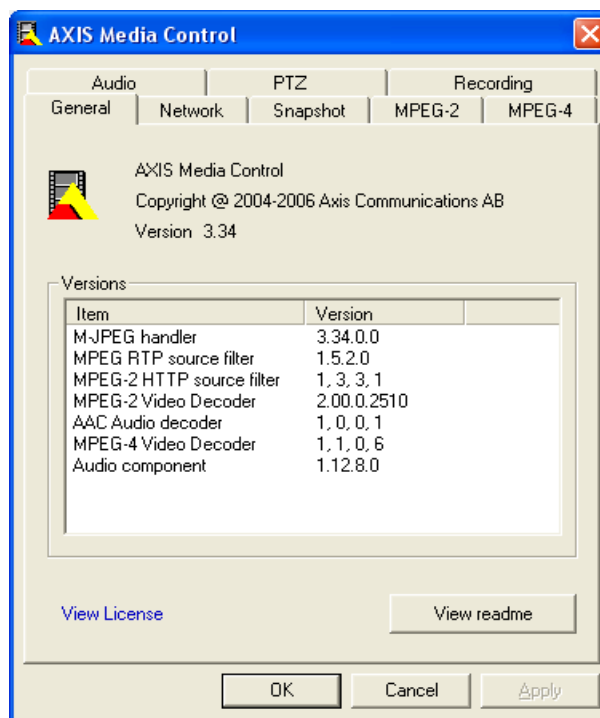 AXIS Media Control
Audio PTZ Recording
General Network Snapshot MPEG-2 MPEG-4
AXIS Media Control
Copyright @ 2004-2006 Axis Communications AB
Version 3.34
Versions
Item Version
M-JPEG handler 3.34.0.0
MPEG RTP source filter 1.5.2.0
MPEG-2 HTTP source filter 1, 3, 3, 1
MPEG-2 Video Decoder 2.00.0.2510
AAC Audio decoder 1, 0, 0, 1
MPEG-4 Video Decoder 1, 1, 0, 6
Audio component 1.12.8.0
View License View readme
OK Cancel Apply